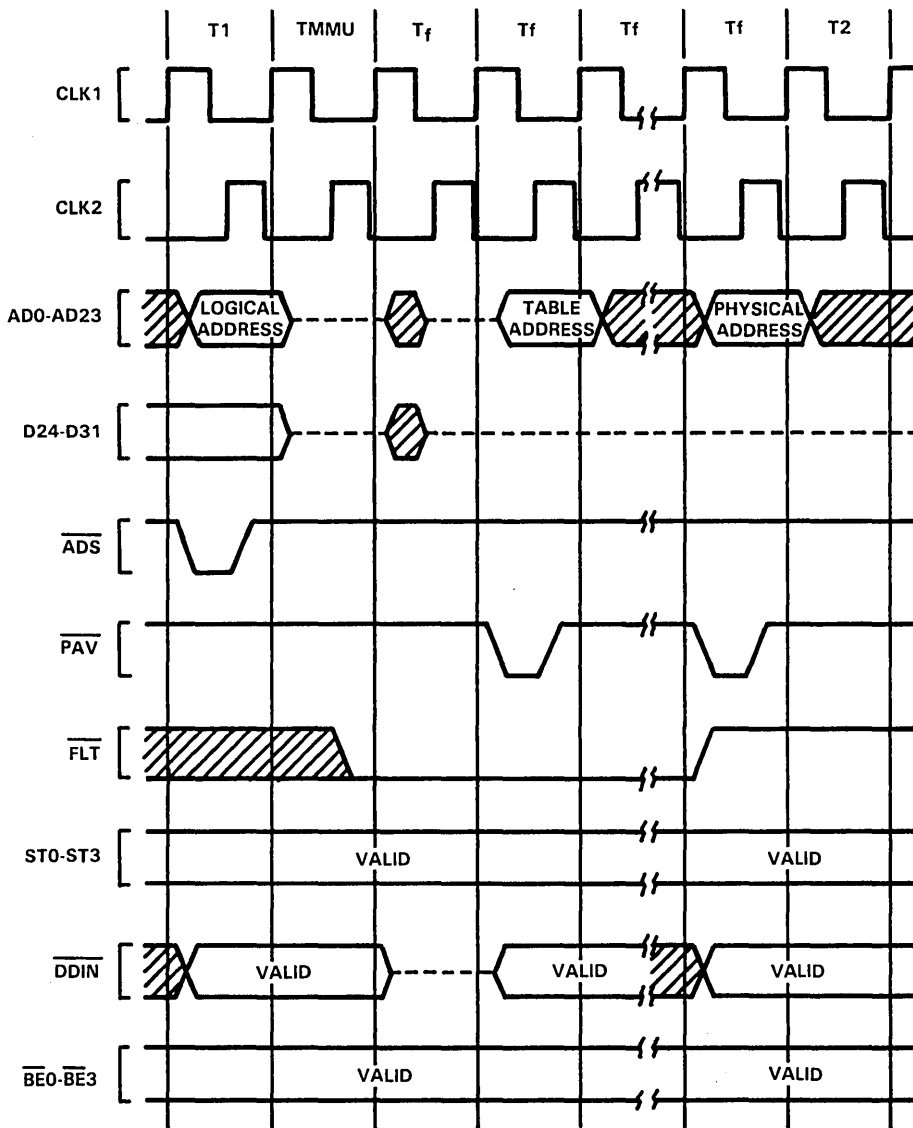 T1 TMMU Tf Tf Tf Tf T2
CLK1
CLK2
AD0-AD23 LOGICAL ADDRESS TABLE ADDRESS PHYSICAL ADDRESS
D24-D31
ADS
PAV
FLT
ST0-ST3 VALID VALID
DDIN VALID VALID VALID
BE0-BE3 VALID VALID